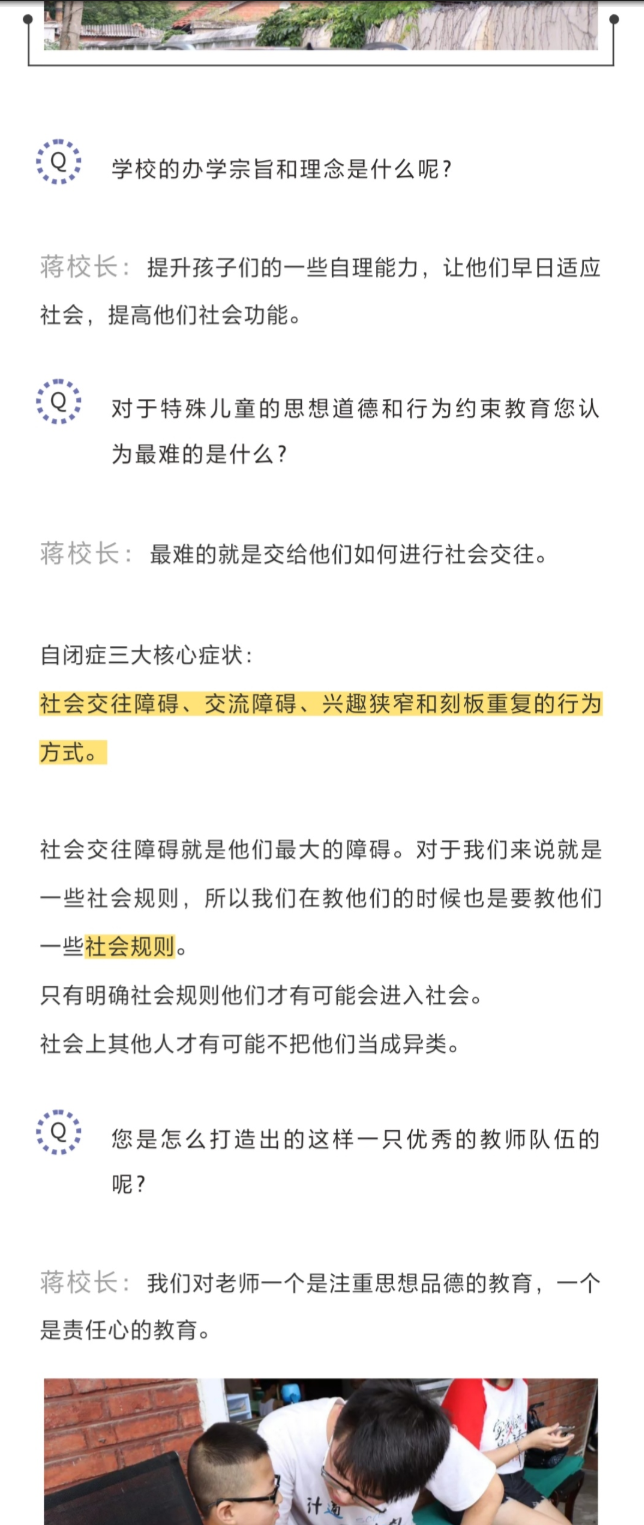 Q
学校的办学宗旨和理念是什么呢？
蒋校长：提升孩子们的一些自理能力，让他们早日适应
社会，提高他们社会功能。
Q
对于特殊儿童的思想道德和行为约束教育您认
为最难的是什么？
蒋校长：最难的就是交给他们如何进行社会交往。
自闭症三大核心症状：
社会交往障碍、交流障碍、兴趣狭窄和刻板重复的行为
方式。
社会交往障碍就是他们最大的障碍。对于我们来说就是
一些社会规则，所以我们在教他们的时候也是要教他们
一些社会规则。
只有明确社会规则他们才有可能会进入社会。
社会上其他人才有可能不把他们当成异类。
Q
您是怎么打造出的这样一只优秀的教师队伍的
呢？
蒋校长：我们对老师一个是注重思想品德的教育，一个
是责任心的教育。